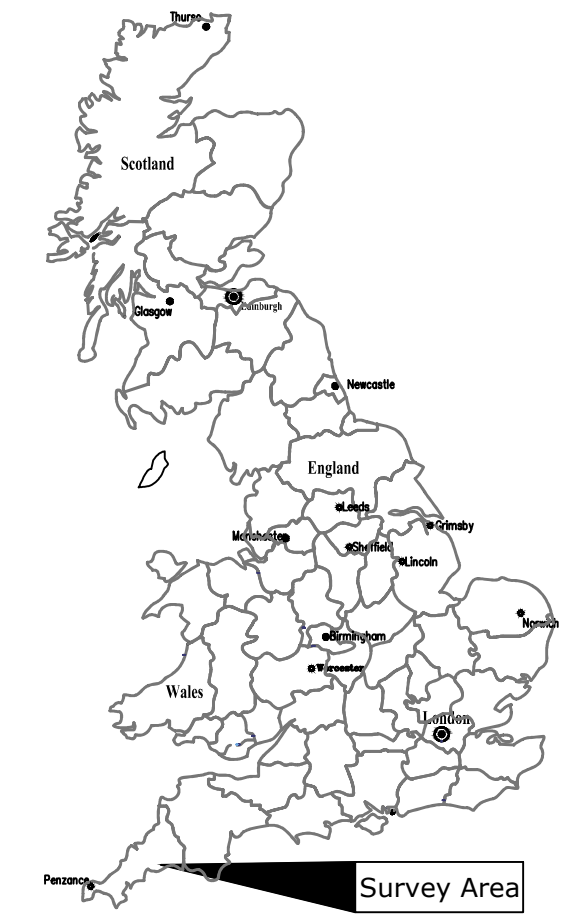 Thurso
Scotland
Edinburgh
Glasgow
Newcastle
England
Leeds
Grimsby
Manchester
Sheffield
Lincoln
Norwich
Birmingham
Worcester
Wales
London
Penzance
Survey Area